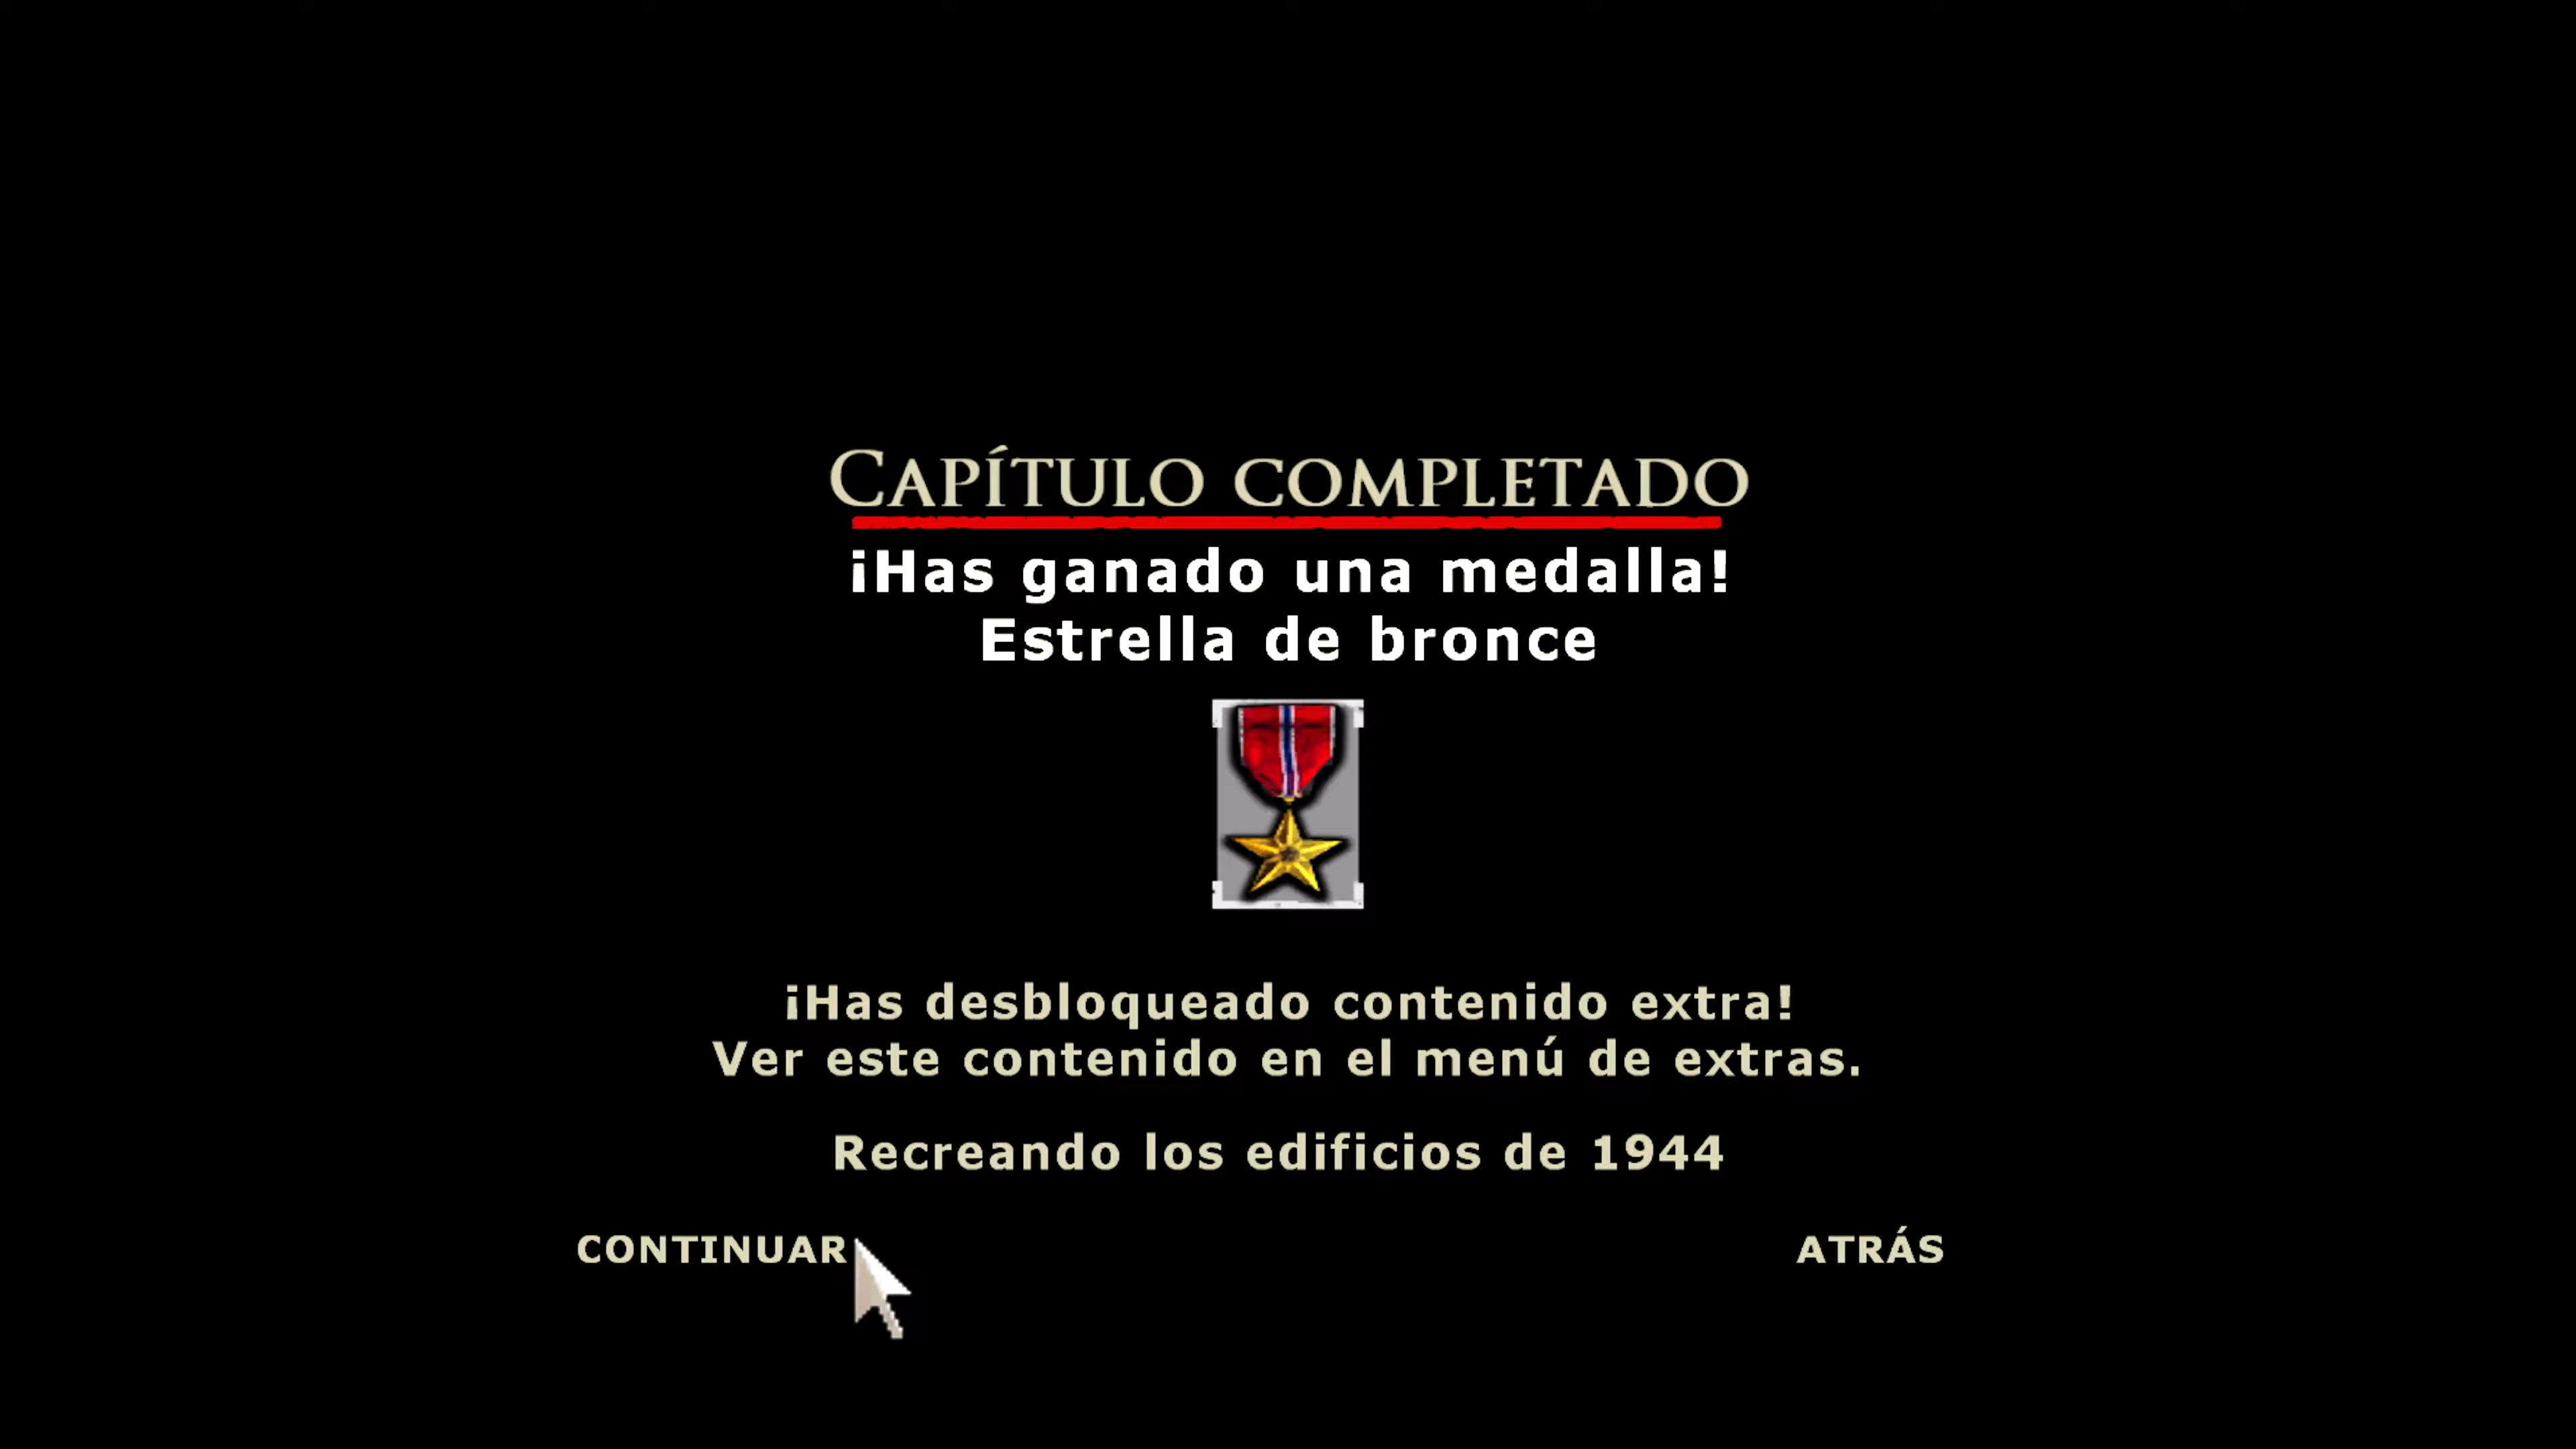 Capítulo completado
¡Has ganado una medalla!
Estrella de bronce
¡Has desbloqueado contenido extra!
Ver este contenido en el menú de extras.
Recreando los edificios de 1944
CONTINUAR
ATRÁS